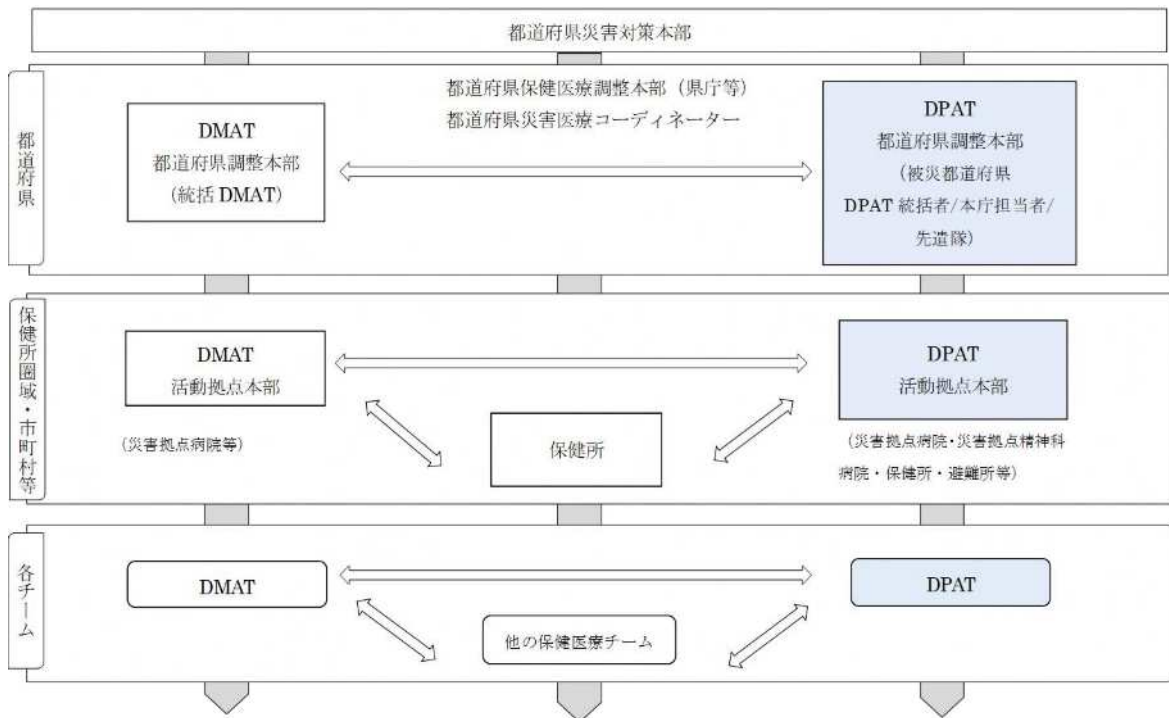 都道府県災害対策本部
都道府県
都道府県保健医療調整本部（県庁等）
都道府県災害医療コーディネーター
DMAT
都道府県調整本部
(統括 DMAT)
DPAT
都道府県調整本部
(被災都道府県
DPAT 統括者/本庁担当者/
先遣隊)
保健所圏域・市町村等
DMAT
活動拠点本部
(災害拠点病院等)
保健所
DPAT
活動拠点本部
(災害拠点病院・災害拠点精神科
病院・保健所・避難所等)
各チーム
DMAT
他の保健医療チーム
DPAT